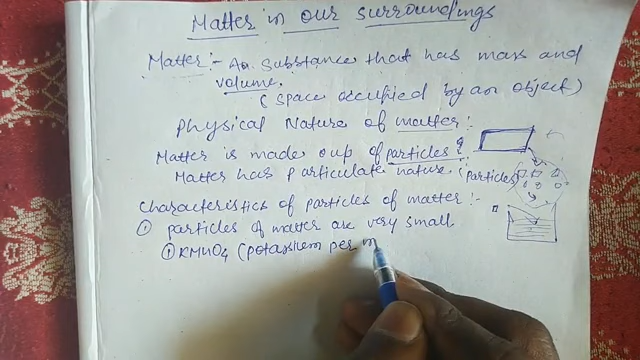 Matter in our surroundings
Matter :- An substance that has mass and
volume.
(space occupied by an object)
Physical Nature of matter :-
Matter is made oup of particles
Matter has particulate nature. (particles)
Characteristics of particles of matter :-
① particles of matter are very small
① KMnO4 (potassium per m